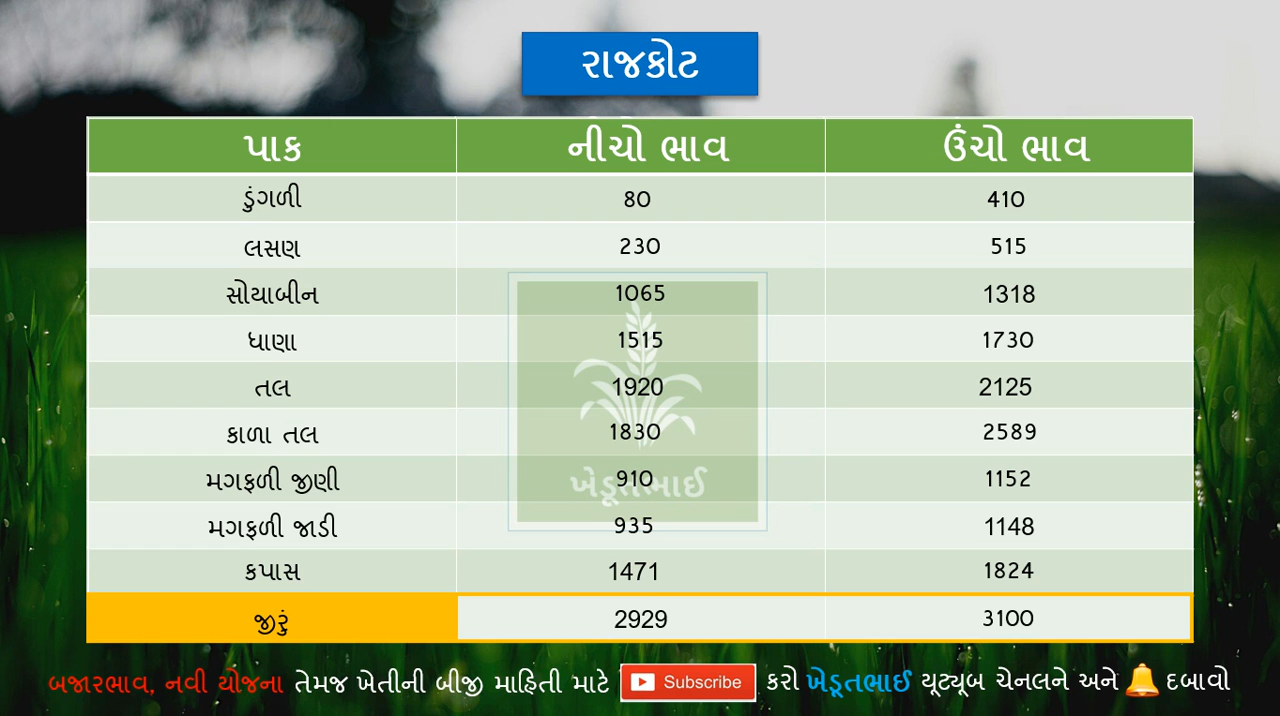 રાજકોટ
પાક નીચો ભાવ ઉંચો ભાવ
ડુંગળી 80 410
લસણ 230 515
સોયાબીન 1065 1318
ધાણા 1515 1730
તલ 1920 2125
કાળા તલ 1830 2589
મગફળી જીણી 910 1152
ખેડૂતભાઈ
મગફળી જાડી 935 1148
કપાસ 1471 1824
જીરું 2929 3100
બજારભાવ, નવી યોજના તેમજ ખેતીની બીજી માહિતી માટે Subscribe કરો ખેડૂતભાઈ યૂટ્યૂબ ચેનલને અને 🔔 દબાવો